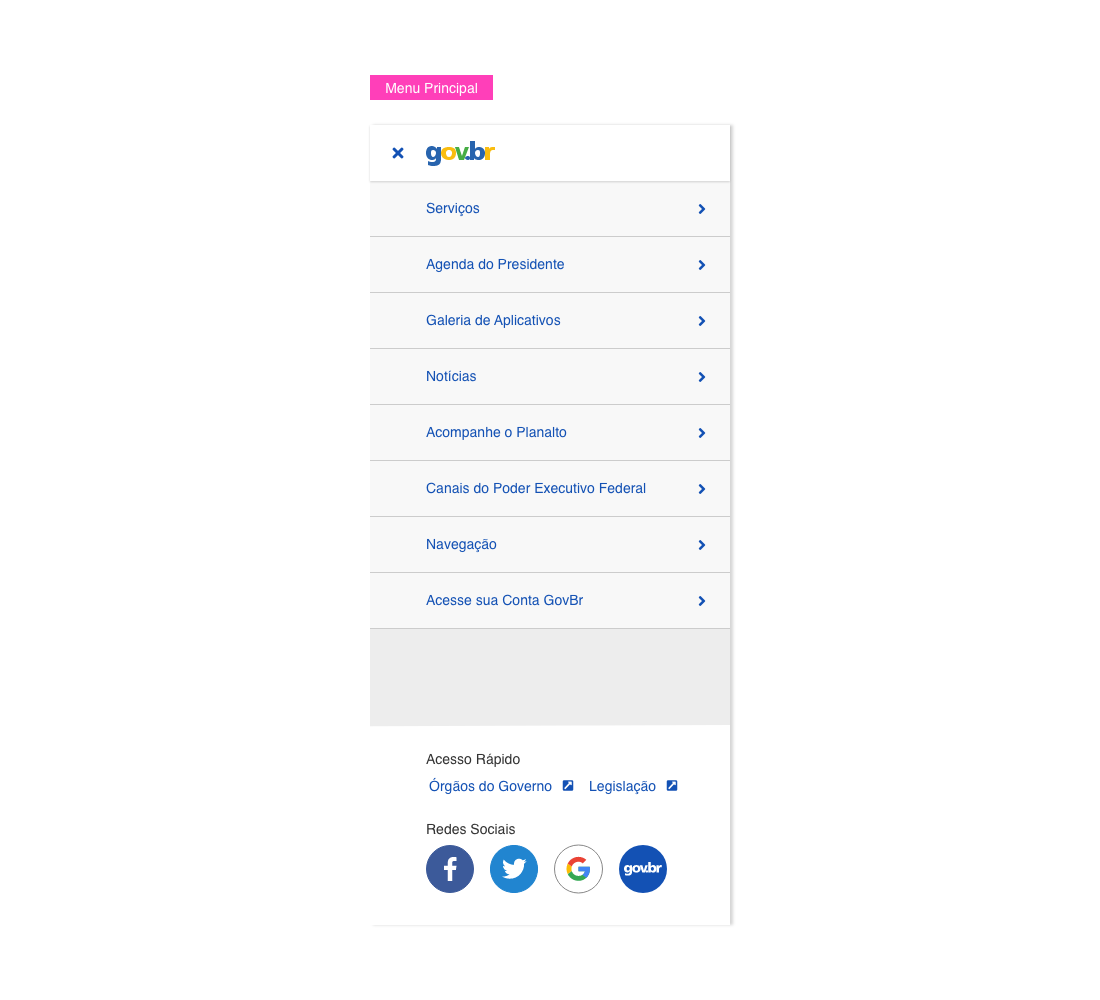 Menu Principal
gov.br
Serviços
Agenda do Presidente
Galeria de Aplicativos
Notícias
Acompanhe o Planalto
Canais do Poder Executivo Federal
Navegação
Acesse sua Conta GovBr
Acesso Rápido
Órgãos do Governo Legislação
Redes Sociais
gov.br